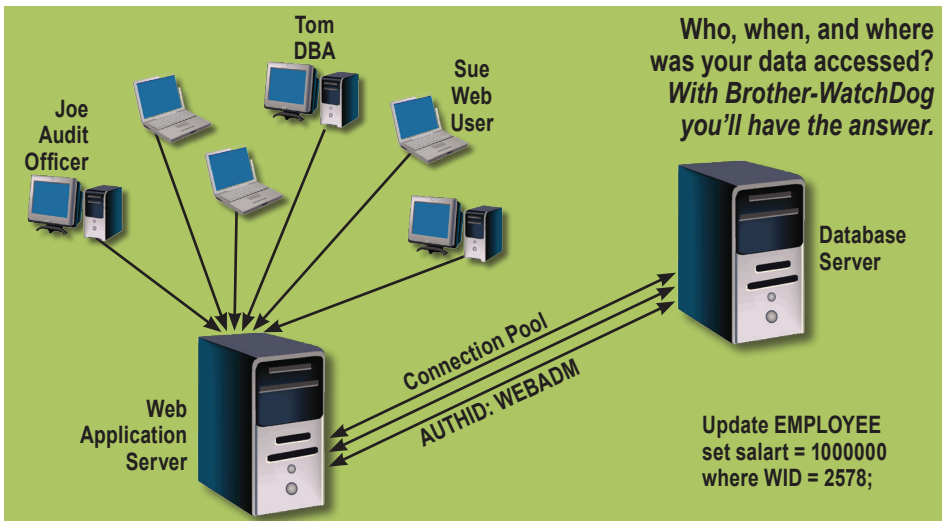 Tom
DBA
Who, when, and where
was your data accessed?
With Brother-WatchDog
you'll have the answer.
Sue
Web
User
Joe
Audit
Officer
Database
Server
Connection Pool
AUTHID: WEBADM
Web
Application
Server
Update EMPLOYEE
set salart = 1000000
where WID = 2578;